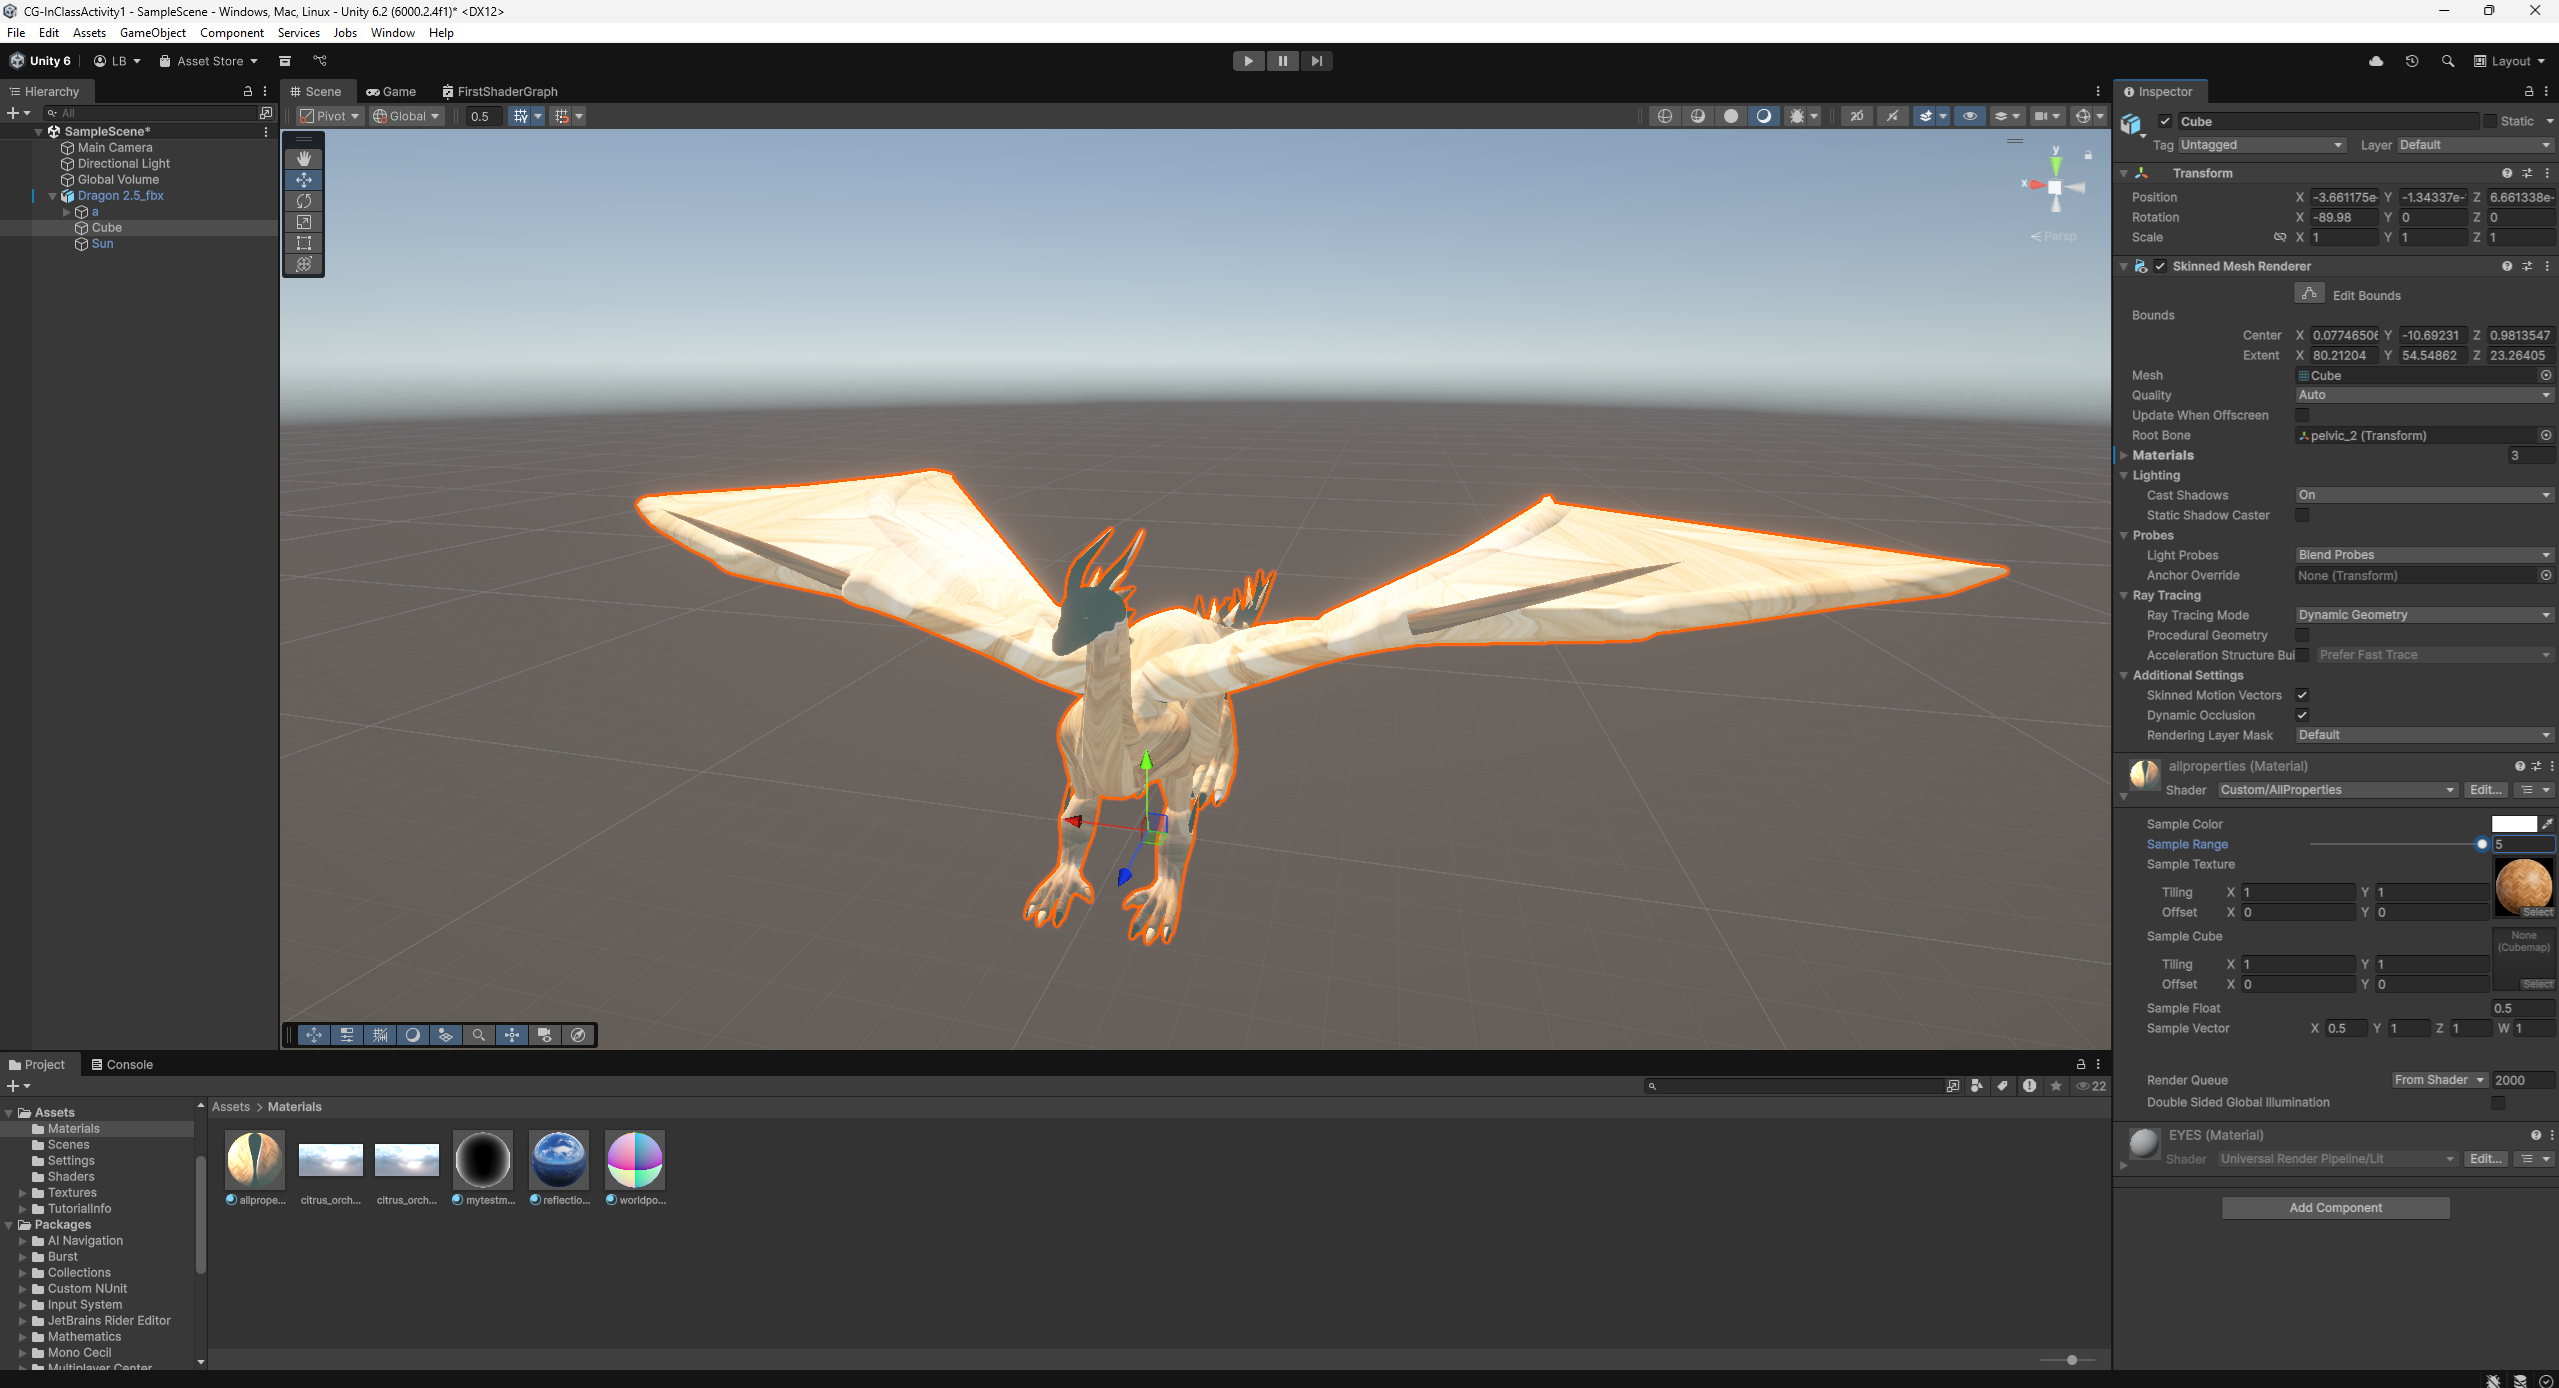 CG-InClassActivity1 - SampleScene - Windows, Mac, Linux - Unity 6.2 (6000.2.4f1)* <DX12>
File Edit Assets GameObject Component Services Jobs Window Help
Unity 6 LB Asset Store Layout
Hierarchy
All
SampleScene*
Main Camera
Directional Light
Global Volume
Dragon 2.5_fbx
a
Cube
Sun
Scene Game FirstShaderGraph
Pivot Global 0.5 2D
y
x
Persp
Inspector
Cube Static
Tag Untagged Layer Default
Transform
Position X -3.661175e- Y -1.34337e- Z 6.661338e-
Rotation X -89.98 Y 0 Z 0
Scale X 1 Y 1 Z 1
Skinned Mesh Renderer
Edit Bounds
Bounds
Center X 0.07746506 Y -10.69231 Z 0.9813547
Extent X 80.21204 Y 54.54862 Z 23.26405
Mesh Cube
Quality Auto
Update When Offscreen
Root Bone pelvic_2 (Transform)
Materials 3
Lighting
Cast Shadows On
Static Shadow Caster
Probes
Light Probes Blend Probes
Anchor Override None (Transform)
Ray Tracing
Ray Tracing Mode Dynamic Geometry
Procedural Geometry
Acceleration Structure Bui Prefer Fast Trace
Additional Settings
Skinned Motion Vectors
Dynamic Occlusion
Rendering Layer Mask Default
allproperties (Material)
Shader Custom/AllProperties Edit...
Sample Color
Sample Range 5
Sample Texture
Tiling X 1 Y 1
Offset X 0 Y 0 Select
Sample Cube None (Cubemap)
Tiling X 1 Y 1
Offset X 0 Y 0 Select
Sample Float 0.5
Sample Vector X 0.5 Y 1 Z 1 W 1
Render Queue From Shader 2000
Double Sided Global Illumination
EYES (Material)
Shader Universal Render Pipeline/Lit Edit...
Add Component
Project Console
22
Assets
Materials
Scenes
Settings
Shaders
Textures
TutorialInfo
Packages
AI Navigation
Burst
Collections
Custom NUnit
Input System
JetBrains Rider Editor
Mathematics
Mono Cecil
Multiplayer Center
Assets > Materials
allprope... citrus_orch... citrus_orch... mytestm... reflectio... worldpo...